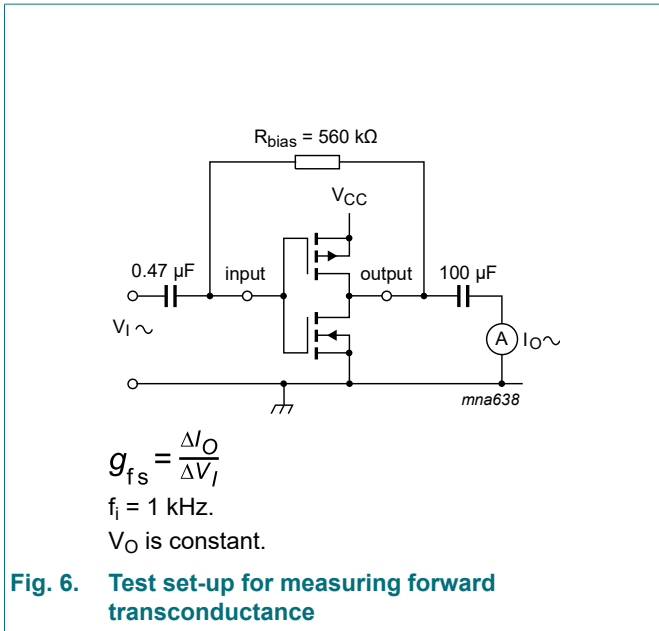 Rbias = 560 kΩ
VCC
0.47 µF
input
output
100 µF
VI ~
A
IO~
mna638
gfs = ΔIO / ΔVI
fi = 1 kHz.
VO is constant.
Fig. 6. Test set-up for measuring forward
transconductance